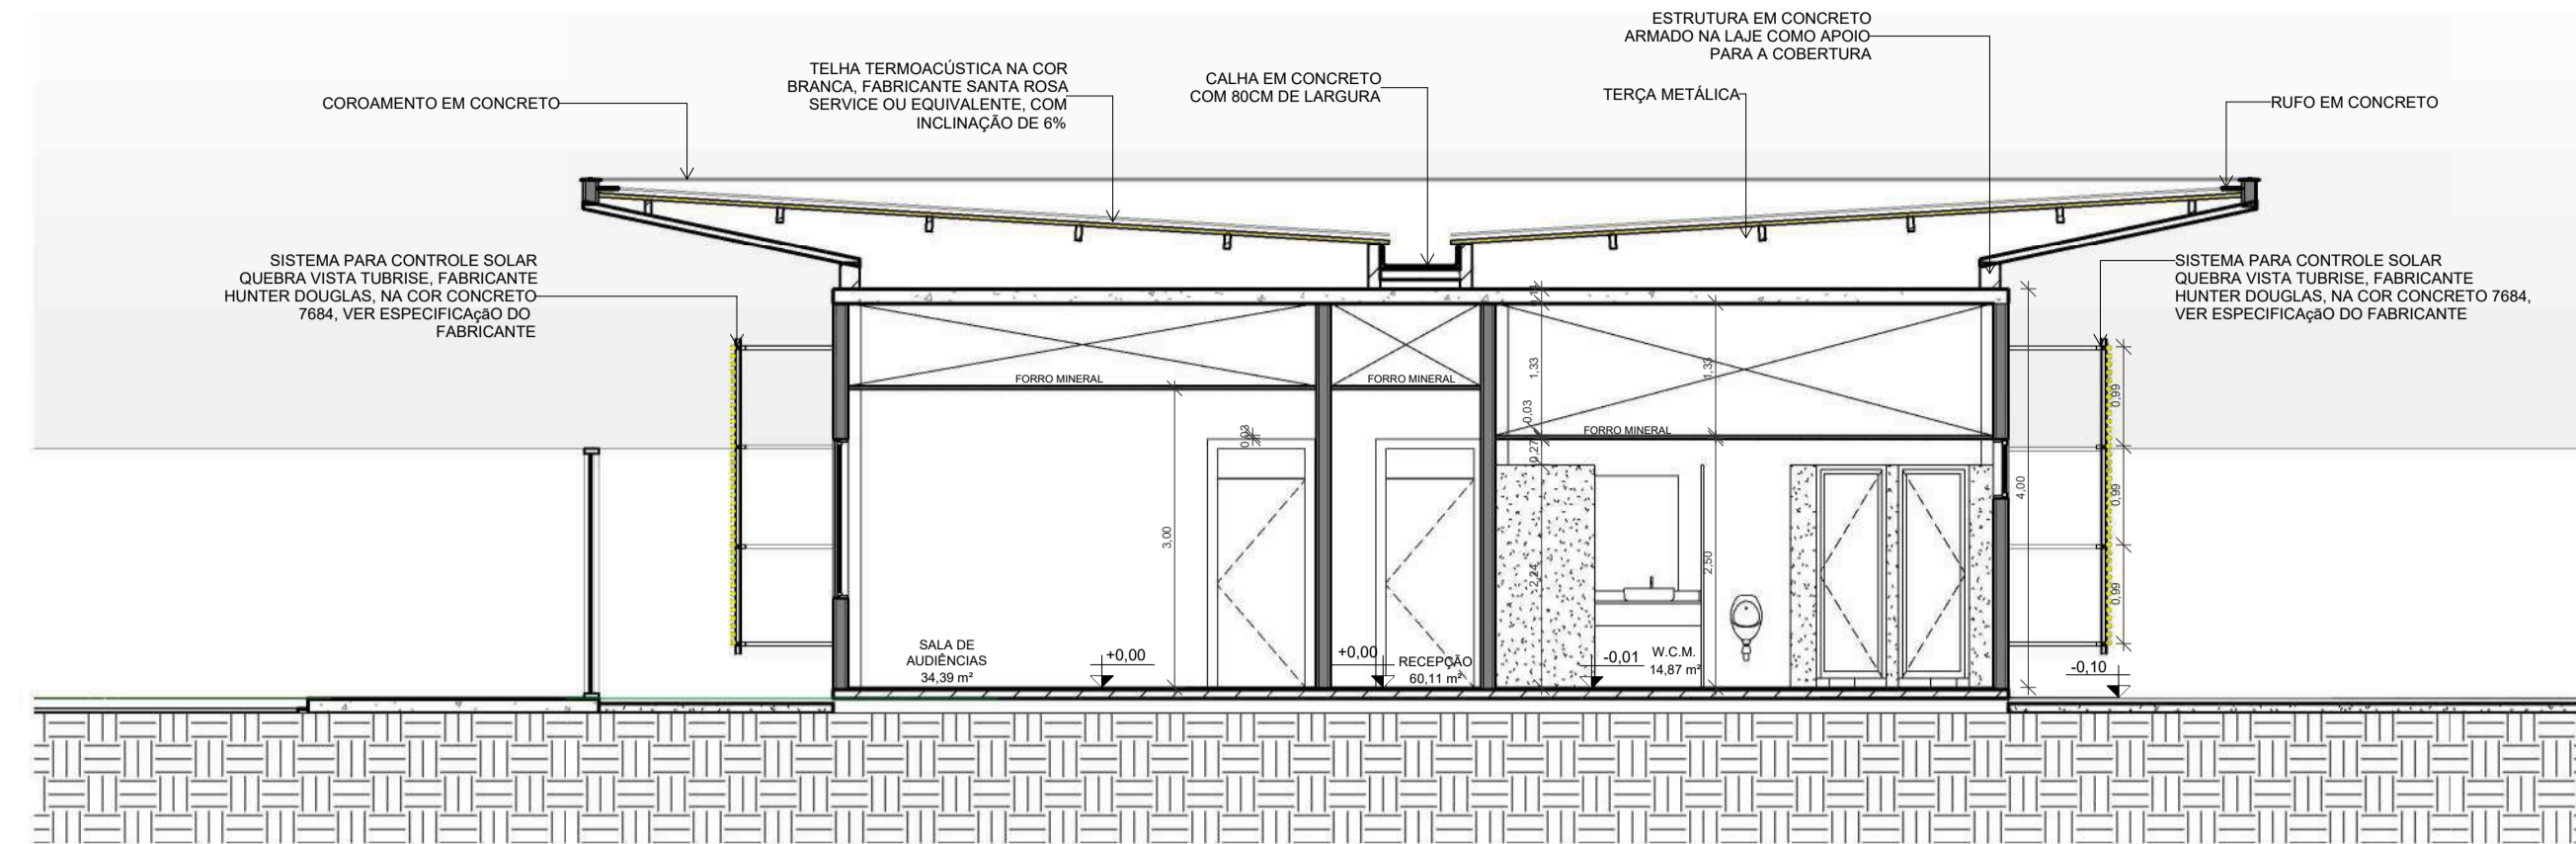 ESTRUTURA EM CONCRETO
ARMADO NA LAJE COMO APOIO
PARA A COBERTURA
TELHA TERMOACÚSTICA NA COR
BRANCA, FABRICANTE SANTA ROSA
SERVICE OU EQUIVALENTE, COM
INCLINAÇÃO DE 6%
CALHA EM CONCRETO
COM 80CM DE LARGURA
TERÇA METÁLICA
COROAMENTO EM CONCRETO
RUFO EM CONCRETO
SISTEMA PARA CONTROLE SOLAR
QUEBRA VISTA TUBRISE, FABRICANTE
HUNTER DOUGLAS, NA COR CONCRETO
7684, VER ESPECIFICAçãO DO
FABRICANTE
SISTEMA PARA CONTROLE SOLAR
QUEBRA VISTA TUBRISE, FABRICANTE
HUNTER DOUGLAS, NA COR CONCRETO 7684,
VER ESPECIFICAçãO DO FABRICANTE
FORRO MINERAL
FORRO MINERAL
FORRO MINERAL
1,33
1,33
0,03
0,27
0,03
3,00
2,24
2,50
4,00
0,99
0,99
0,99
SALA DE
AUDIÊNCIAS
34,39 m²
+0,00
+0,00
RECEPÇÃO
60,11 m²
-0,01
W.C.M.
14,87 m²
-0,10